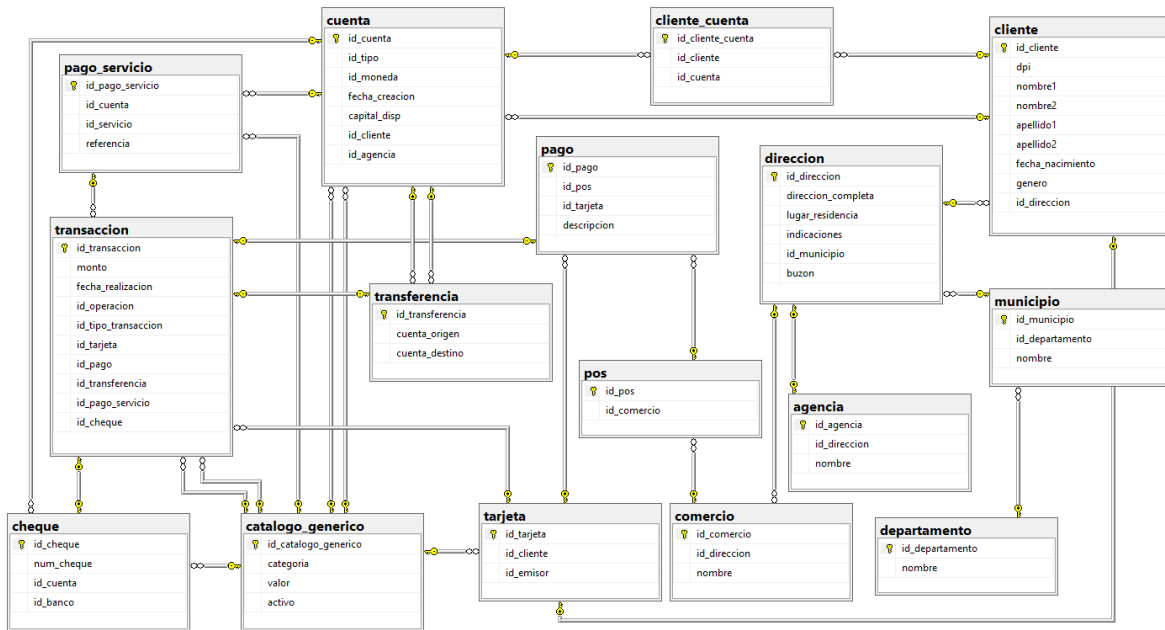 cuenta
id_cuenta
id_tipo
id_moneda
fecha_creacion
capital_disp
id_cliente
id_agencia
cliente_cuenta
id_cliente_cuenta
id_cliente
id_cuenta
cliente
id_cliente
dpi
nombre1
nombre2
apellido1
apellido2
fecha_nacimiento
genero
id_direccion
pago_servicio
id_pago_servicio
id_cuenta
id_servicio
referencia
pago
id_pago
id_pos
id_tarjeta
descripcion
direccion
id_direccion
direccion_completa
lugar_residencia
indicaciones
id_municipio
buzon
transaccion
id_transaccion
monto
fecha_realizacion
id_operacion
id_tipo_transaccion
id_tarjeta
id_pago
id_transferencia
id_pago_servicio
id_cheque
transferencia
id_transferencia
cuenta_origen
cuenta_destino
municipio
id_municipio
id_departamento
nombre
pos
id_pos
id_comercio
agencia
id_agencia
id_direccion
nombre
cheque
id_cheque
num_cheque
id_cuenta
id_banco
catalogo_generico
id_catalogo_generico
categoria
valor
activo
tarjeta
id_tarjeta
id_cliente
id_emisor
comercio
id_comercio
id_direccion
nombre
departamento
id_departamento
nombre